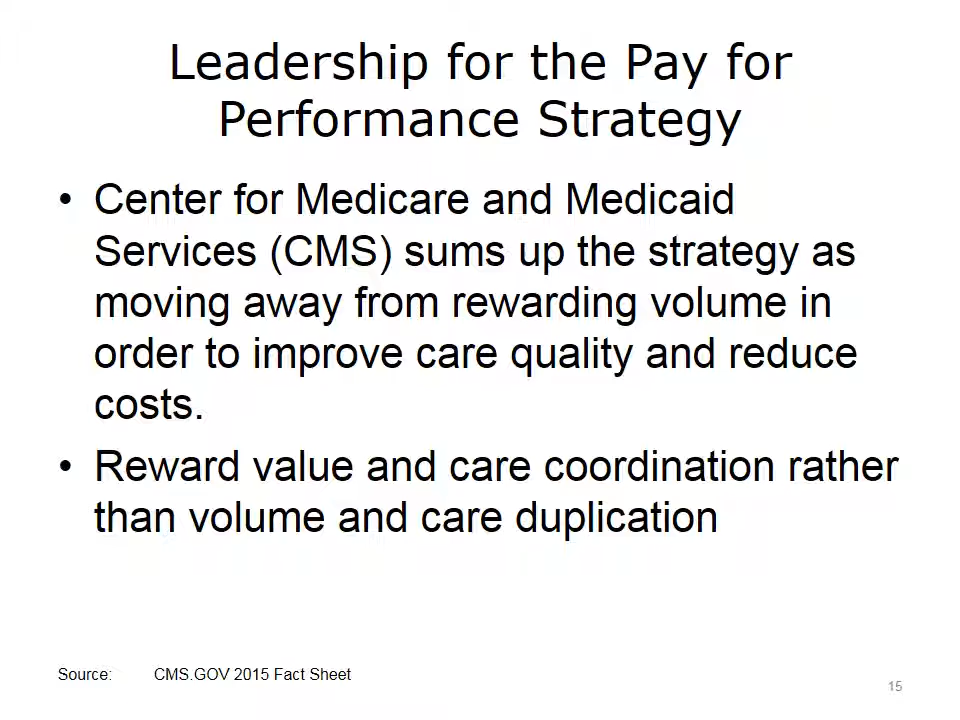 Leadership for the Pay for
Performance Strategy
• Center for Medicare and Medicaid
Services (CMS) sums up the strategy as
moving away from rewarding volume in
order to improve care quality and reduce
costs.
• Reward value and care coordination rather
than volume and care duplication
Source: CMS.GOV 2015 Fact Sheet
15